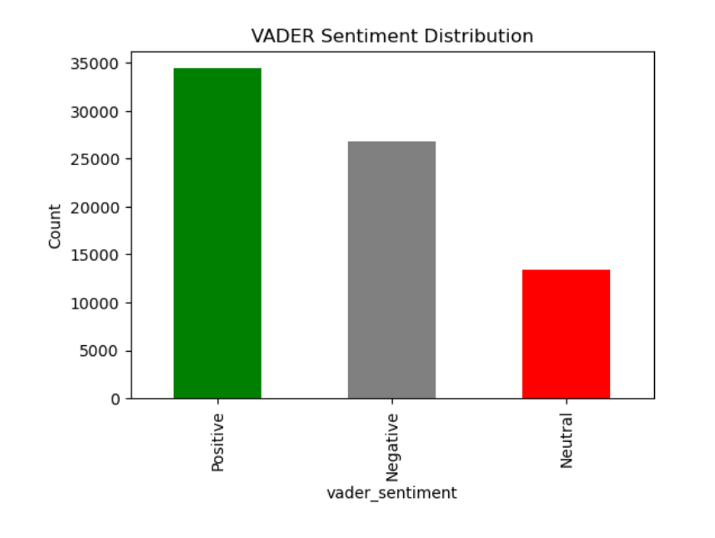 VADER Sentiment Distribution
35000
30000
25000
20000
15000
10000
5000
0
Count
Positive
Negative
Neutral
vader_sentiment